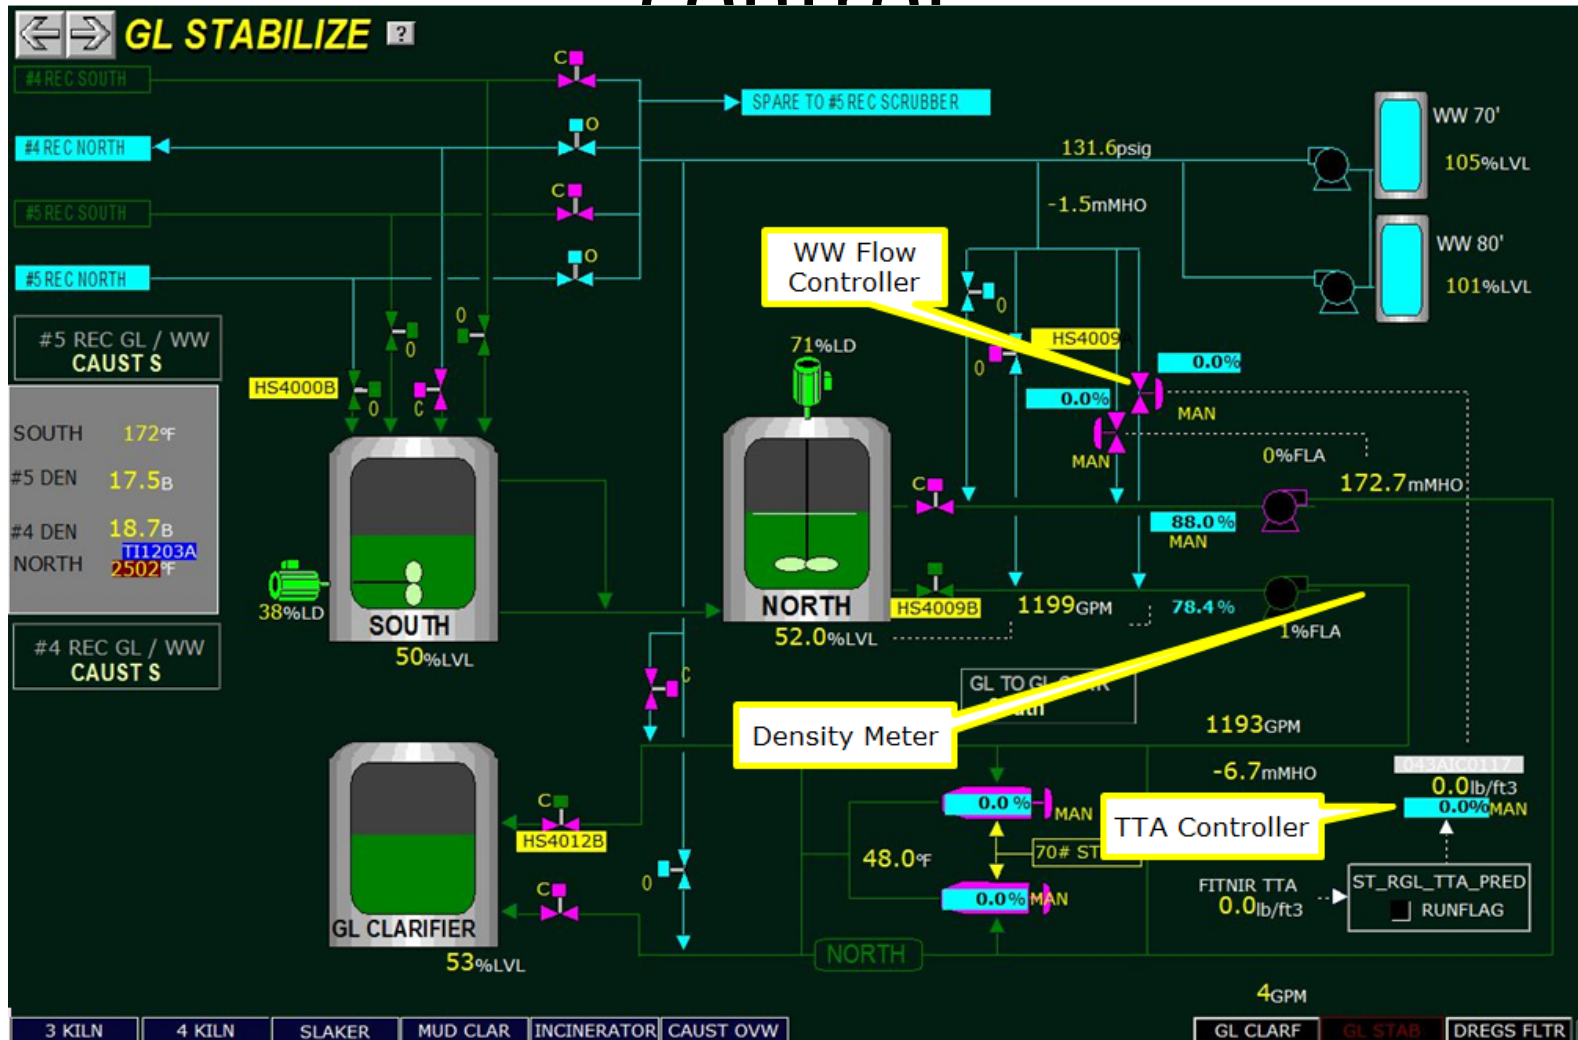 GL STABILIZE ?
#4 REC SOUTH
C
SPARE TO #5 REC SCRUBBER
WW 70'
105%LVL
O
#4 REC NORTH
131.6psig
C
#5 REC SOUTH
-1.5mMHO
WW 80'
101%LVL
O
#5 REC NORTH
WW Flow
Controller
O
#5 REC GL / WW
CAUST S
O
O
HS4000B
O
C
71%LD
HS4009
O
0.0%
0.0%
MAN
MAN
SOUTH 172°F
#5 DEN 17.5B
#4 DEN 18.7B
TI1203A
NORTH 2502°F
0%FLA
172.7mMHO
C
88.0%
MAN
38%LD
SOUTH
50%LVL
NORTH
52.0%LVL
HS4009B
1199GPM
78.4%
1%FLA
#4 REC GL / WW
CAUST S
C
GL TO GL
Density Meter
1193GPM
-6.7mMHO
043AIC0117
0.0lb/ft3
0.0%MAN
C
HS4012B
0.0%
MAN
TTA Controller
48.0°F
70# ST
O
C
0.0%
MAN
FITNIR TTA
0.0lb/ft3
ST_RGL_TTA_PRED
RUNFLAG
GL CLARIFIER
53%LVL
NORTH
4GPM
3 KILN 4 KILN SLAKER MUD CLAR INCINERATOR CAUST OVW GL CLARF GL STAB DREGS FLTR